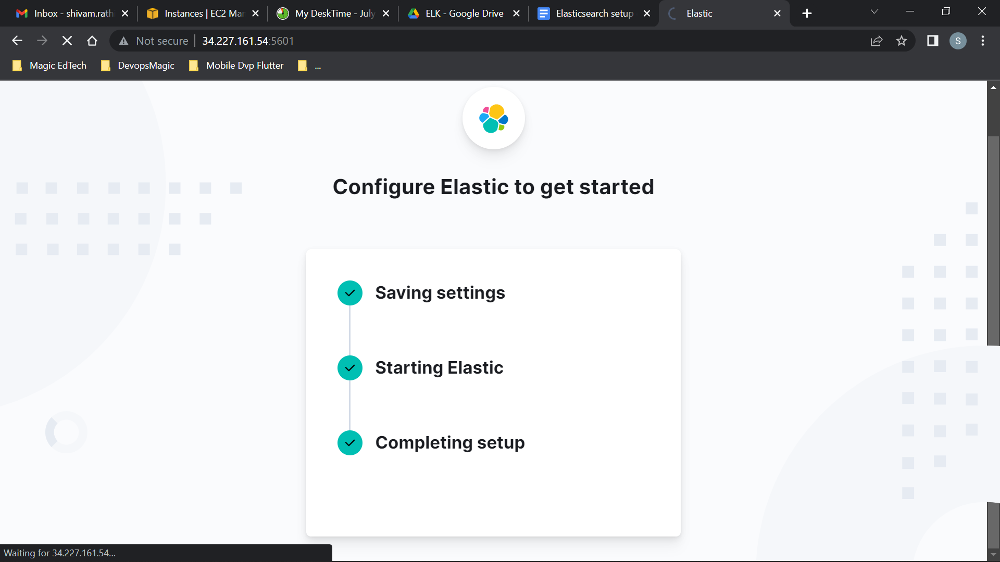 Inbox - shivam.rath
Instances | EC2 Mar
My DeskTime - July
ELK - Google Drive
Elasticsearch setup
Elastic
Not secure
34.227.161.54:5601
S
Magic EdTech
DevopsMagic
Mobile Dvp Flutter
...
Configure Elastic to get started
Saving settings
Starting Elastic
Completing setup
Waiting for 34.227.161.54...